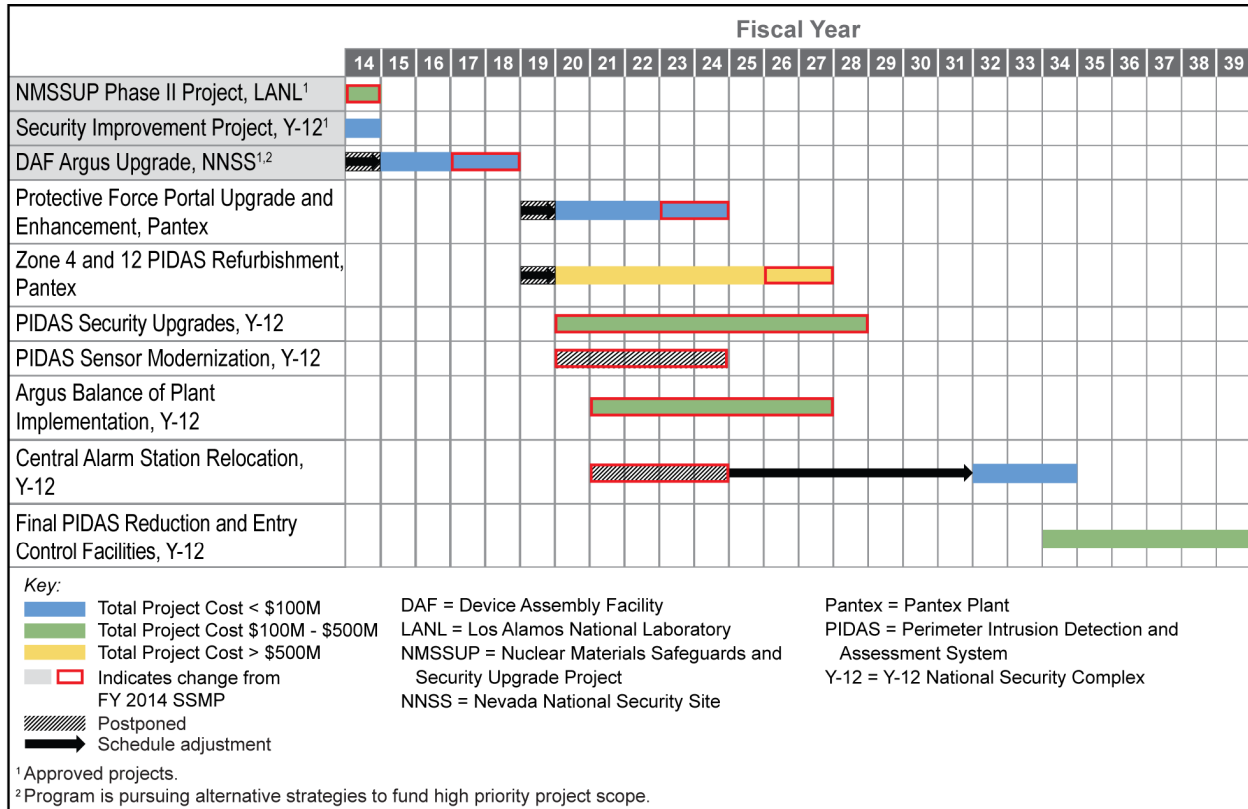 Fiscal Year
14 15 16 17 18 19 20 21 22 23 24 26 27 28 29 30 31 32 33 34 35 36 37 38 39
NMSSUP Phase II Project, LANL¹
Security Improvement Project, Y-12¹
DAF Argus Upgrade, NNSS¹,²
Protective Force Portal Upgrade and
Enhancement, Pantex
Zone 4 and 12 PIDAS Refurbishment,
Pantex
PIDAS Security Upgrades, Y-12
PIDAS Sensor Modernization, Y-12
Argus Balance of Plant
Implementation, Y-12
Central Alarm Station Relocation,
Y-12
Final PIDAS Reduction and Entry
Control Facilities, Y-12
Key:
Total Project Cost < $100M
Total Project Cost $100M - $500M
Total Project Cost > $500M
Indicates change from
FY 2014 SSMP
Postponed
Schedule adjustment
DAF = Device Assembly Facility
LANL = Los Alamos National Laboratory
NMSSUP = Nuclear Materials Safeguards and
Security Upgrade Project
NNSS = Nevada National Security Site
Pantex = Pantex Plant
PIDAS = Perimeter Intrusion Detection and
Assessment System
Y-12 = Y-12 National Security Complex
¹ Approved projects.
² Program is pursuing alternative strategies to fund high priority project scope.